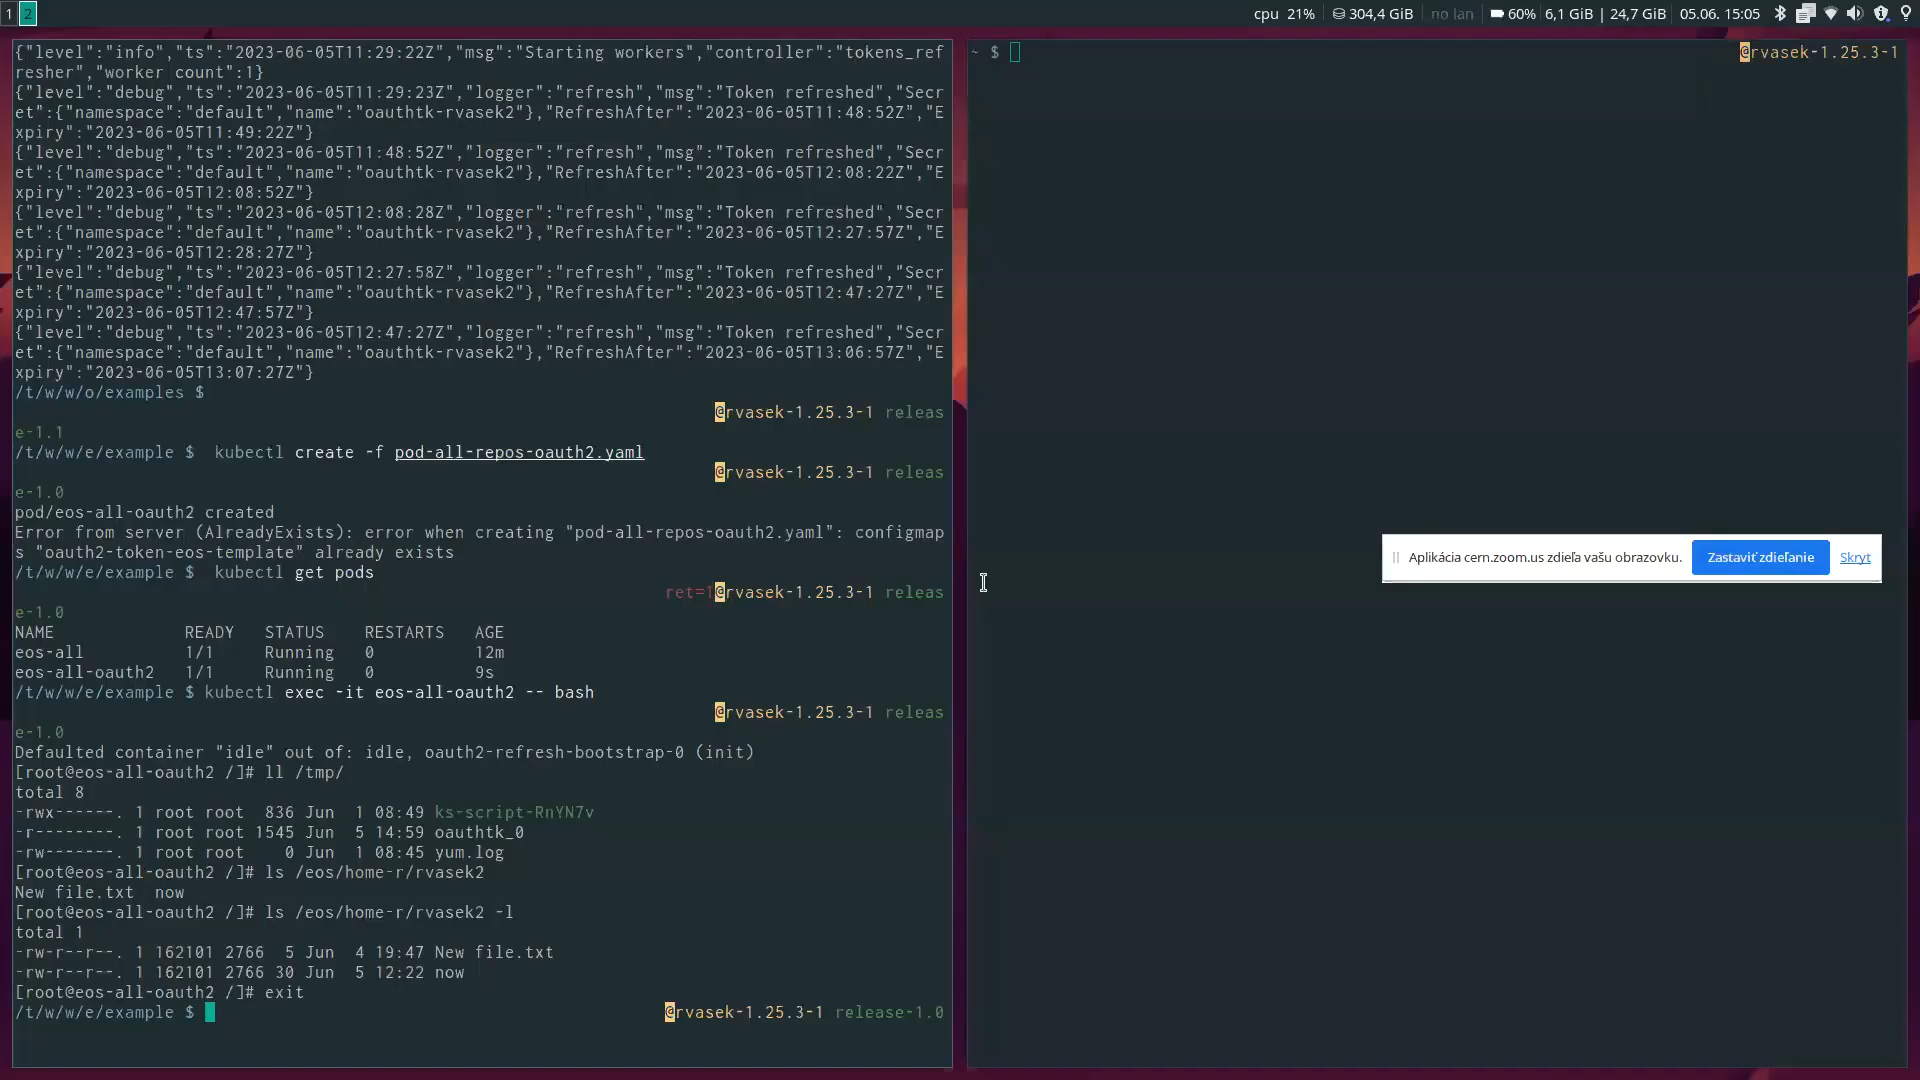 1 2 cpu 21% 304,4 GiB no lan 60% 6,1 GiB | 24,7 GiB 05.06. 15:05
{"level":"info","ts":"2023-06-05T11:29:22Z","msg":"Starting workers","controller":"tokens_ref
resher","worker count":1}
{"level":"debug","ts":"2023-06-05T11:29:23Z","logger":"refresh","msg":"Token refreshed","Secr
et":{"namespace":"default","name":"oauthtk-rvasek2"},"RefreshAfter":"2023-06-05T11:48:52Z","E
xpiry":"2023-06-05T11:49:22Z"}
{"level":"debug","ts":"2023-06-05T11:48:52Z","logger":"refresh","msg":"Token refreshed","Secr
et":{"namespace":"default","name":"oauthtk-rvasek2"},"RefreshAfter":"2023-06-05T12:08:22Z","E
xpiry":"2023-06-05T12:08:52Z"}
{"level":"debug","ts":"2023-06-05T12:08:28Z","logger":"refresh","msg":"Token refreshed","Secr
et":{"namespace":"default","name":"oauthtk-rvasek2"},"RefreshAfter":"2023-06-05T12:27:57Z","E
xpiry":"2023-06-05T12:28:27Z"}
{"level":"debug","ts":"2023-06-05T12:27:58Z","logger":"refresh","msg":"Token refreshed","Secr
et":{"namespace":"default","name":"oauthtk-rvasek2"},"RefreshAfter":"2023-06-05T12:47:27Z","E
xpiry":"2023-06-05T12:47:57Z"}
{"level":"debug","ts":"2023-06-05T12:47:27Z","logger":"refresh","msg":"Token refreshed","Secr
et":{"namespace":"default","name":"oauthtk-rvasek2"},"RefreshAfter":"2023-06-05T13:06:57Z","E
xpiry":"2023-06-05T13:07:27Z"}
/t/w/w/o/examples $
@rvasek-1.25.3-1 releas
e-1.1
/t/w/w/e/example $ kubectl create -f pod-all-repos-oauth2.yaml
@rvasek-1.25.3-1 releas
e-1.0
pod/eos-all-oauth2 created
Error from server (AlreadyExists): error when creating "pod-all-repos-oauth2.yaml": configmap
s "oauth2-token-eos-template" already exists
/t/w/w/e/example $ kubectl get pods
ret=1@rvasek-1.25.3-1 releas
e-1.0
NAME READY STATUS RESTARTS AGE
eos-all 1/1 Running 0 12m
eos-all-oauth2 1/1 Running 0 9s
/t/w/w/e/example $ kubectl exec -it eos-all-oauth2 -- bash
@rvasek-1.25.3-1 releas
e-1.0
Defaulted container "idle" out of: idle, oauth2-refresh-bootstrap-0 (init)
[root@eos-all-oauth2 /]# ll /tmp/
total 8
-rwx------. 1 root root 836 Jun 1 08:49 ks-script-RnYN7v
-r--------. 1 root root 1545 Jun 5 14:59 oauthtk_0
-rw-------. 1 root root 0 Jun 1 08:45 yum.log
[root@eos-all-oauth2 /]# ls /eos/home-r/rvasek2
New file.txt now
[root@eos-all-oauth2 /]# ls /eos/home-r/rvasek2 -l
total 1
-rw-r--r--. 1 162101 2766 5 Jun 4 19:47 New file.txt
-rw-r--r--. 1 162101 2766 30 Jun 5 12:22 now
[root@eos-all-oauth2 /]# exit
/t/w/w/e/example $ @rvasek-1.25.3-1 release-1.0
~ $ @rvasek-1.25.3-1
Aplikácia cern.zoom.us zdieľa vašu obrazovku. Zastaviť zdieľanie Skryť